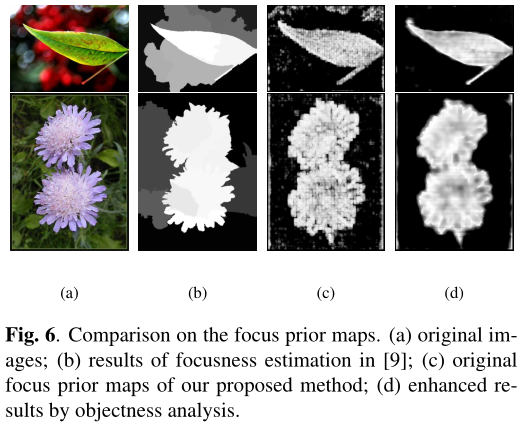 (a) (b) (c) (d)
Fig. 6. Comparison on the focus prior maps. (a) original im-
ages; (b) results of focusness estimation in [9]; (c) original
focus prior maps of our proposed method; (d) enhanced re-
sults by objectness analysis.